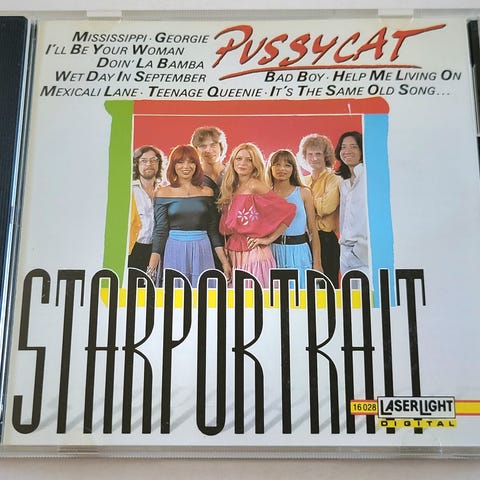 Mississippi · Georgie
I'll Be Your Woman
Doin' La Bamba
Wet Day In September
Pussycat
Bad Boy · Help Me Living On
Mexicali Lane · Teenage Queenie · It's The Same Old Song...
STARPORTRAIT
16 028
LASERLIGHT
DIGITAL